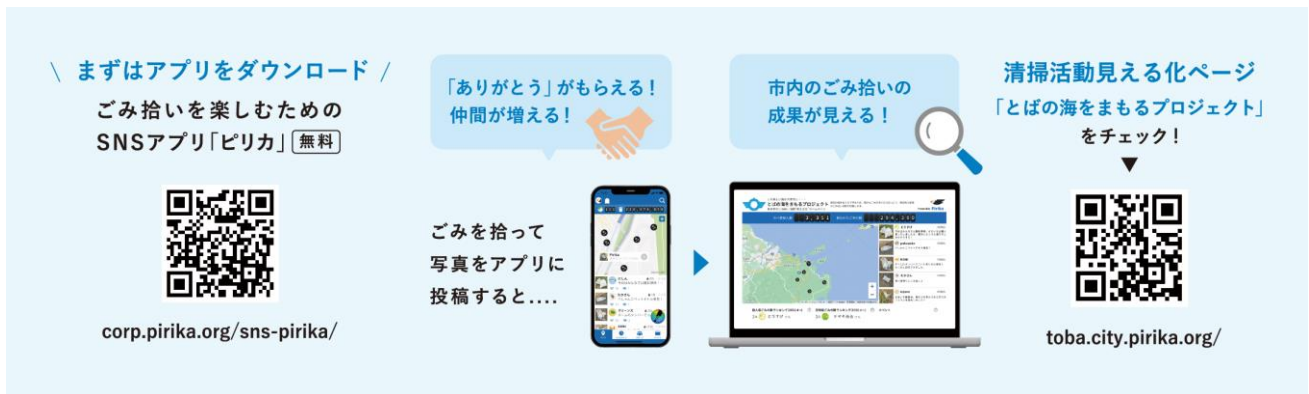 まずはアプリをダウンロード
ごみ拾いを楽しむための
SNSアプリ「ピリカ」無料
corp.pirika.org/sns-pirika/
「ありがとう」がもらえる！
仲間が増える！
ごみを拾って
写真をアプリに
投稿すると....
市内のごみ拾いの
成果が見える！
とばの海をまもるプロジェクト
清掃活動見える化ページ
「とばの海をまもるプロジェクト」
をチェック！
toba.city.pirika.org/